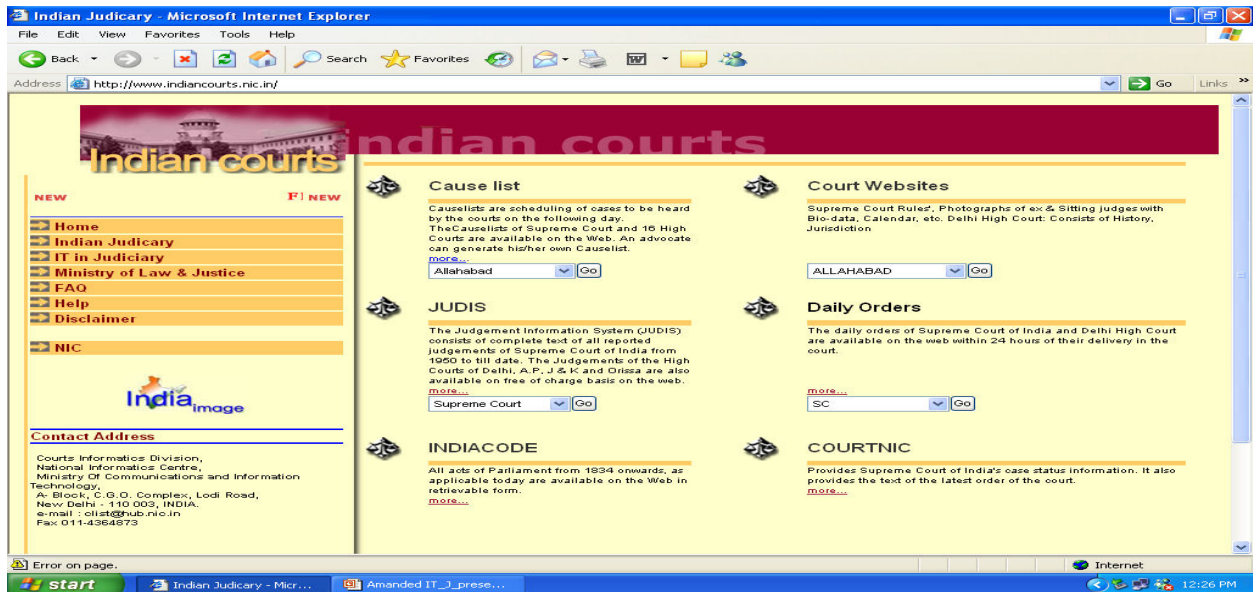 Indian Judicary - Microsoft Internet Explorer
File Edit View Favorites Tools Help
Back Search Favorites
Address http://www.indiancourts.nic.in/ Go Links »
indian courts
Indian courts
NEW F] NEW
Home
Indian Judicary
IT in Judiciary
Ministry of Law & Justice
FAQ
Help
Disclaimer
NIC
India image
Contact Address
Courts Informatics Division,
National Informatics Centre,
Ministry Of Communications and Information
Technology,
A- Block, C.G.O. Complex, Lodi Road,
New Delhi - 110 003, INDIA.
e-mail : clist@hub.nic.in
Fax 011-4364873
Cause list
Causelists are scheduling of cases to be heard
by the courts on the following day.
TheCauselists of Supreme Court and 16 High
Courts are available on the Web. An advocate
can generate his/her own Causelist.
more...
Allahabad Go
Court Websites
Supreme Court Rules', Photographs of ex & Sitting judges with
Bio-data, Calendar, etc. Delhi High Court: Consists of History,
Jurisdiction
ALLAHABAD Go
JUDIS
The Judgement Information System (JUDIS)
consists of complete text of all reported
judgements of Supreme Court of India from
1950 to till date. The Judgements of the High
Courts of Delhi, A.P, J & K and Orissa are also
available on free of charge basis on the web.
more...
Supreme Court Go
Daily Orders
The daily orders of Supreme Court of India and Delhi High Court
are available on the web within 24 hours of their delivery in the
court.
more...
SC Go
INDIACODE
All acts of Parliament from 1834 onwards, as
applicable today are available on the Web in
retrievable form.
more...
COURTNIC
Provides Supreme Court of India's case status information. It also
provides the text of the latest order of the court.
more...
Error on page. Internet
start Indian Judicary - Micr... Amanded IT_J_prese... 12:26 PM